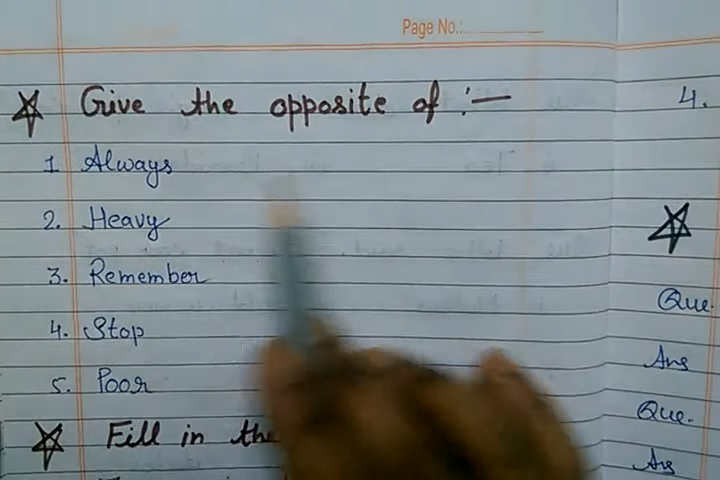 Page No.:
Give the opposite of :-
1 Always
2. Heavy
3. Remember
4. Stop
5. Poor
Fill in the
4.
Que.
Ans
Que.
Ans